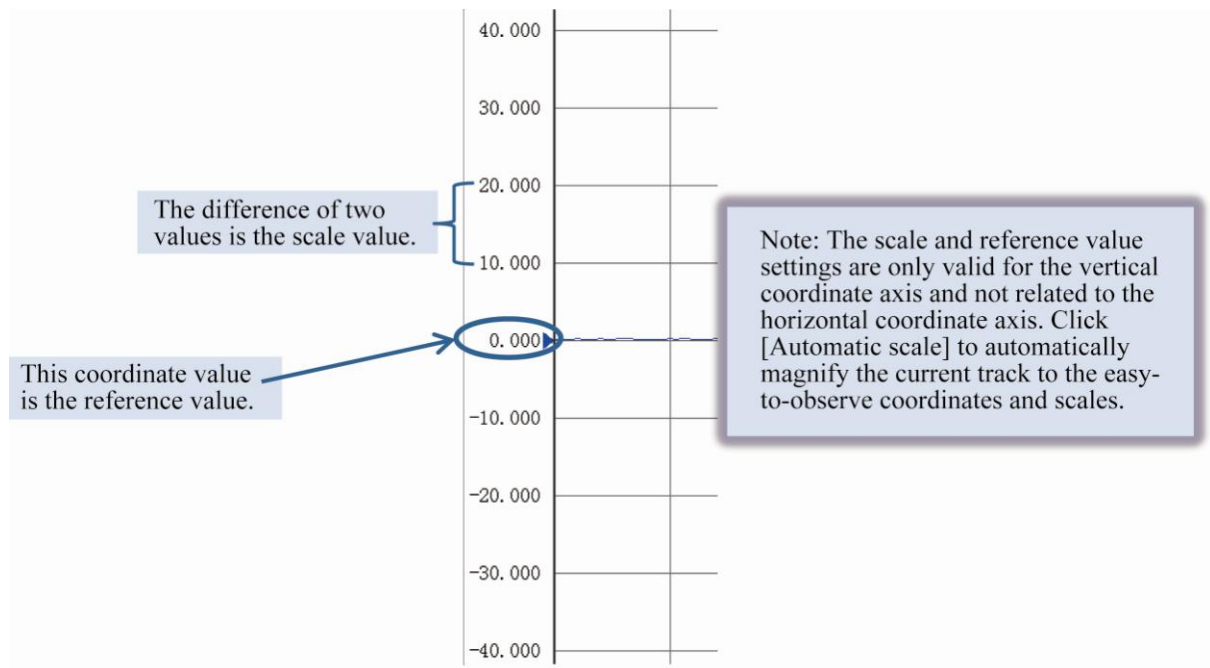 40.000
30.000
20.000
The difference of two
values is the scale value.
10.000
0.000
This coordinate value
is the reference value.
-10.000
-20.000
-30.000
-40.000
Note: The scale and reference value
settings are only valid for the vertical
coordinate axis and not related to the
horizontal coordinate axis. Click
[Automatic scale] to automatically
magnify the current track to the easy-
to-observe coordinates and scales.